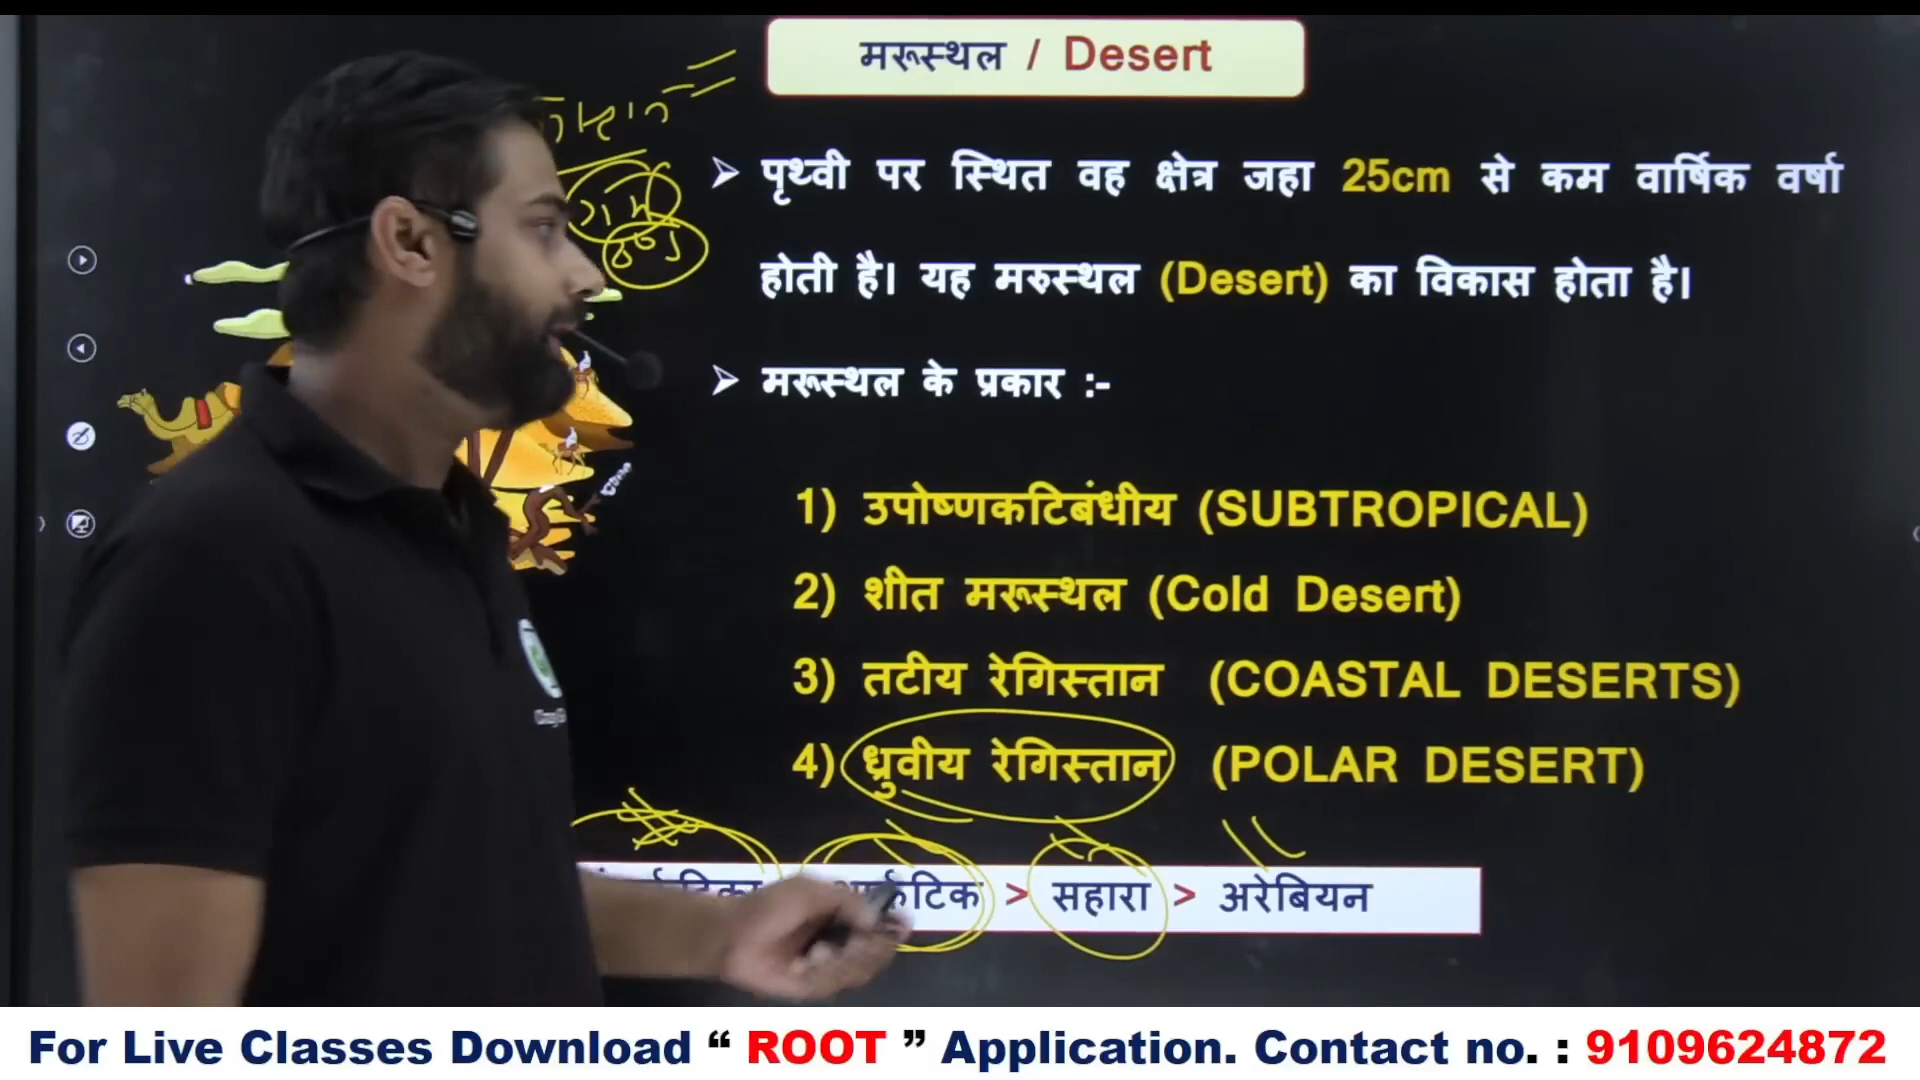 मरूस्थल / Desert
पृथ्वी पर स्थित वह क्षेत्र जहा 25cm से कम वार्षिक वर्षा
होती है। यह मरुस्थल (Desert) का विकास होता है।
मरूस्थल के प्रकार :-
1) उपोष्णकटिबंधीय (SUBTROPICAL)
2) शीत मरूस्थल (Cold Desert)
3) तटीय रेगिस्तान (COASTAL DESERTS)
4) ध्रुवीय रेगिस्तान (POLAR DESERT)
> सहारा > अरेबियन
For Live Classes Download “ ROOT ” Application. Contact no. : 9109624872